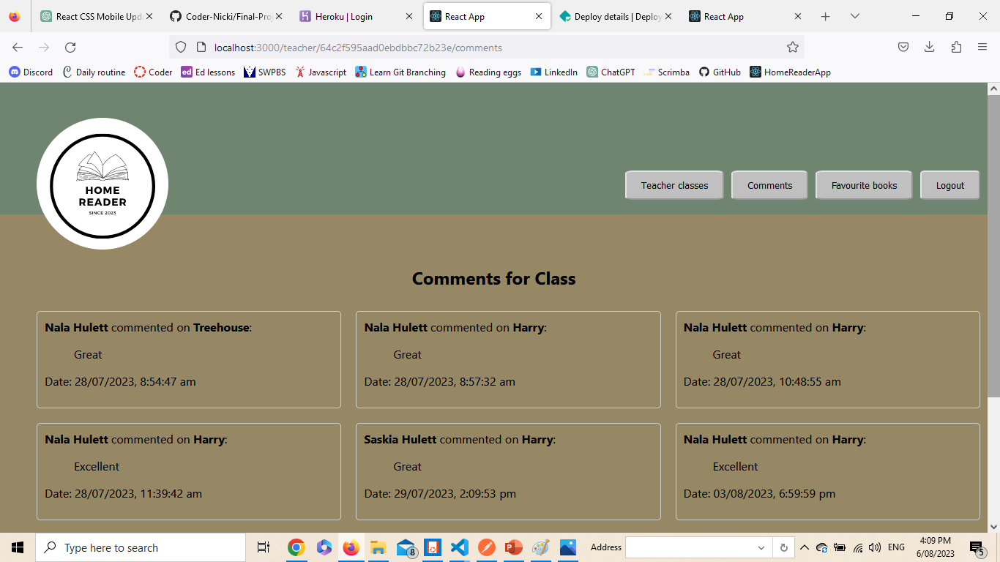 React CSS Mobile Upda
Coder-Nicki/Final-Proj
Heroku | Login
React App
Deploy details | Deploy
React App
localhost:3000/teacher/64c2f595aad0ebdbbc72b23e/comments
Discord
Daily routine
Coder
Ed lessons
SWPBS
Javascript
Learn Git Branching
Reading eggs
LinkedIn
ChatGPT
Scrimba
GitHub
HomeReaderApp
HOME
READER
SINCE 2023
Teacher classes
Comments
Favourite books
Logout
Comments for Class
Nala Hulett commented on Treehouse:
Great
Date: 28/07/2023, 8:54:47 am
Nala Hulett commented on Harry:
Great
Date: 28/07/2023, 8:57:32 am
Nala Hulett commented on Harry:
Great
Date: 28/07/2023, 10:48:55 am
Nala Hulett commented on Harry:
Excellent
Date: 28/07/2023, 11:39:42 am
Saskia Hulett commented on Harry:
Great
Date: 29/07/2023, 2:09:53 pm
Nala Hulett commented on Harry:
Excellent
Date: 03/08/2023, 6:59:59 pm
Type here to search
8
Address
ENG
4:09 PM
6/08/2023
5